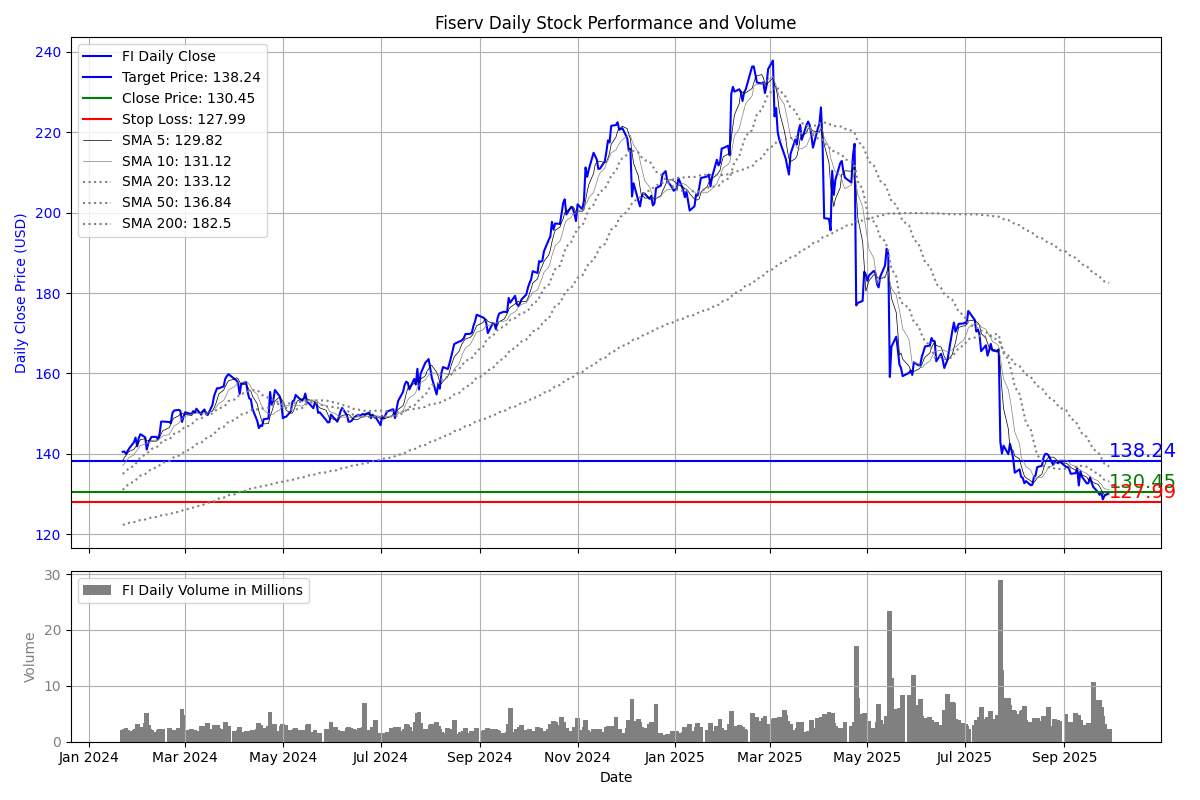 Fiserv Daily Stock Performance and Volume
FI Daily Close
Target Price: 138.24
Close Price: 130.45
Stop Loss: 127.99
SMA 5: 129.82
SMA 10: 131.12
SMA 20: 133.12
SMA 50: 136.84
SMA 200: 182.5
240
220
200
180
160
140
120
Daily Close Price (USD)
138.24
130.45
127.99
FI Daily Volume in Millions
30
20
10
0
Volume
Jan 2024 Mar 2024 May 2024 Jul 2024 Sep 2024 Nov 2024 Jan 2025 Mar 2025 May 2025 Jul 2025 Sep 2025
Date